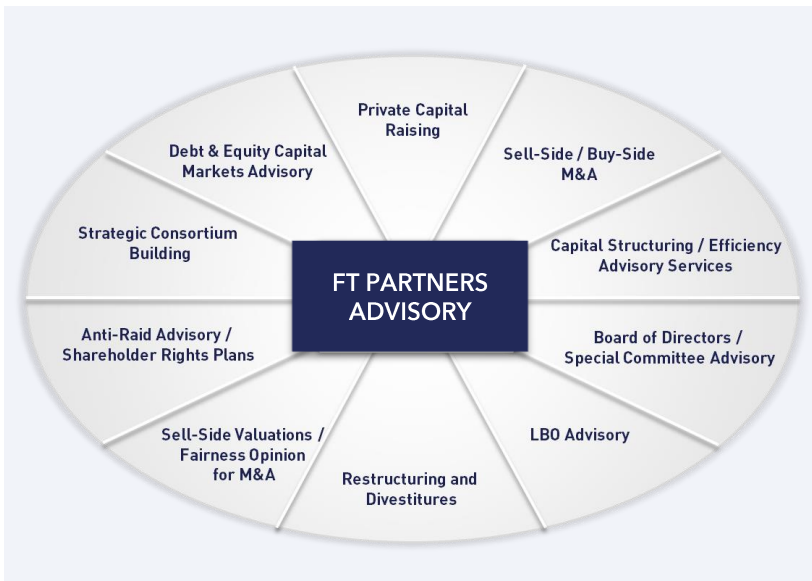 Private Capital
Raising
Sell-Side / Buy-Side
M&A
Capital Structuring / Efficiency
Advisory Services
Board of Directors /
Special Committee Advisory
LBO Advisory
Restructuring and
Divestitures
Sell-Side Valuations /
Fairness Opinion
for M&A
Anti-Raid Advisory /
Shareholder Rights Plans
Strategic Consortium
Building
Debt & Equity Capital
Markets Advisory
FT PARTNERS
ADVISORY